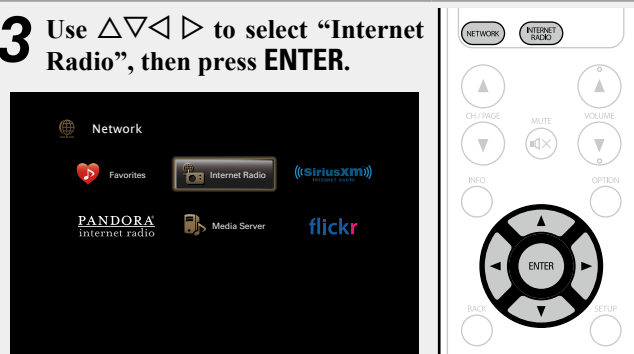 3 Use △▽◁ ▷ to select “Internet
Radio”, then press ENTER.
Network
Favorites
Internet Radio
((SiriusXM))
INTERNET RADIO
PANDORA®
internet radio
Media Server
flickr
NETWORK
INTERNET
RADIO
CH / PAGE
MUTE
VOLUME
INFO
OPTION
ENTER
BACK
SETUP